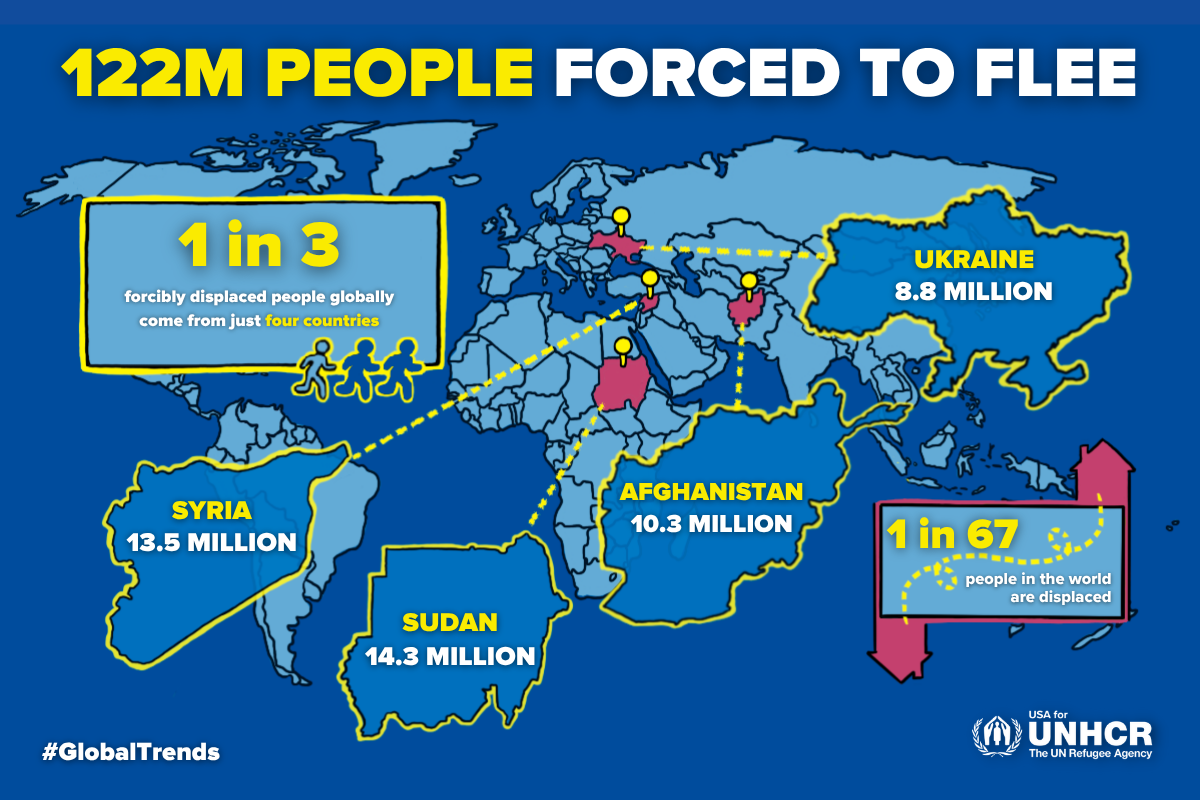 122M PEOPLE FORCED TO FLEE
1 in 3
forcibly displaced people globally
come from just four countries
UKRAINE
8.8 MILLION
SYRIA
13.5 MILLION
AFGHANISTAN
10.3 MILLION
1 in 67
people in the world
are displaced
SUDAN
14.3 MILLION
#GlobalTrends
USA for
UNHCR
The UN Refugee Agency